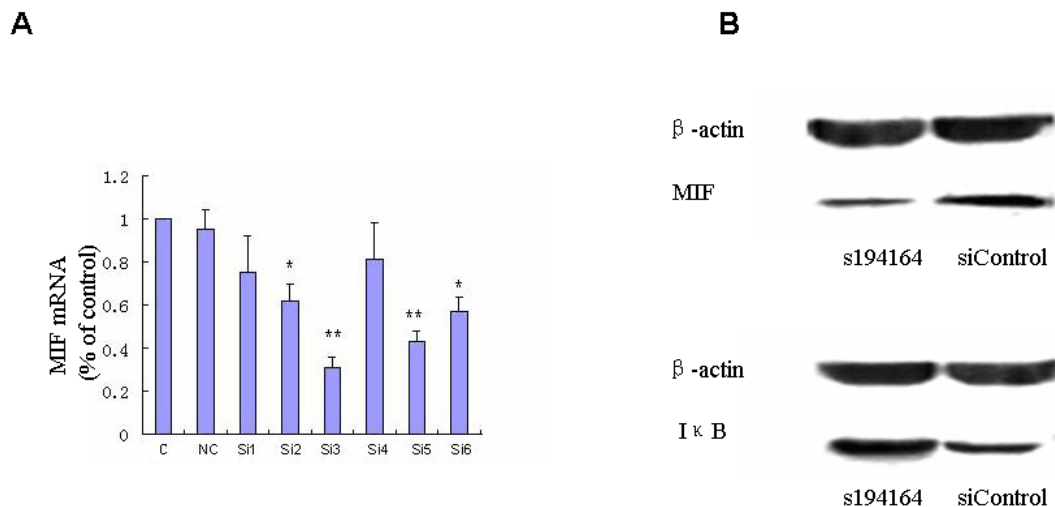 A
B
MIF mRNA
(% of control)
1.2
1
0.8
0.6
0.4
0.2
0
*
**
**
*
C NC Si1 Si2 Si3 Si4 Si5 Si6
β-actin
MIF
s194164 siControl
β-actin
IκB
s194164 siControl